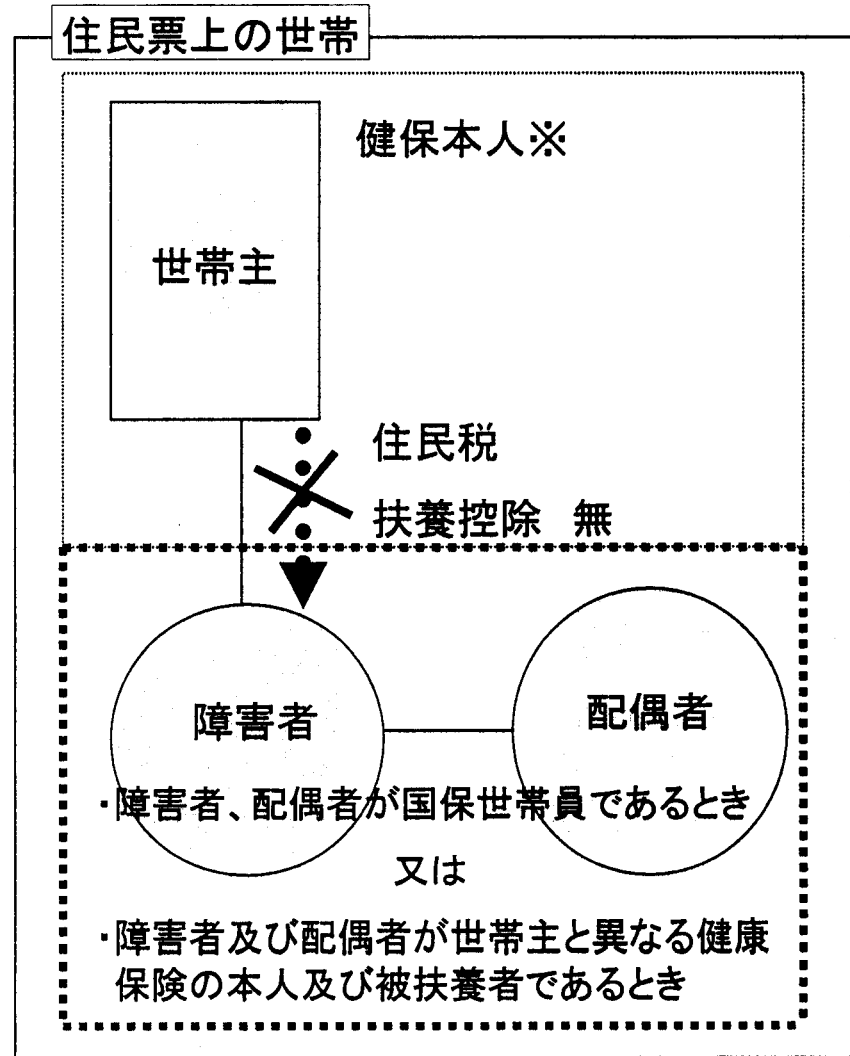 住民票上の世帯
健保本人※
世帯主
住民税
扶養控除 無
障害者
配偶者
・障害者、配偶者が国保世帯員であるとき
又は
・障害者及び配偶者が世帯主と異なる健康
保険の本人及び被扶養者であるとき